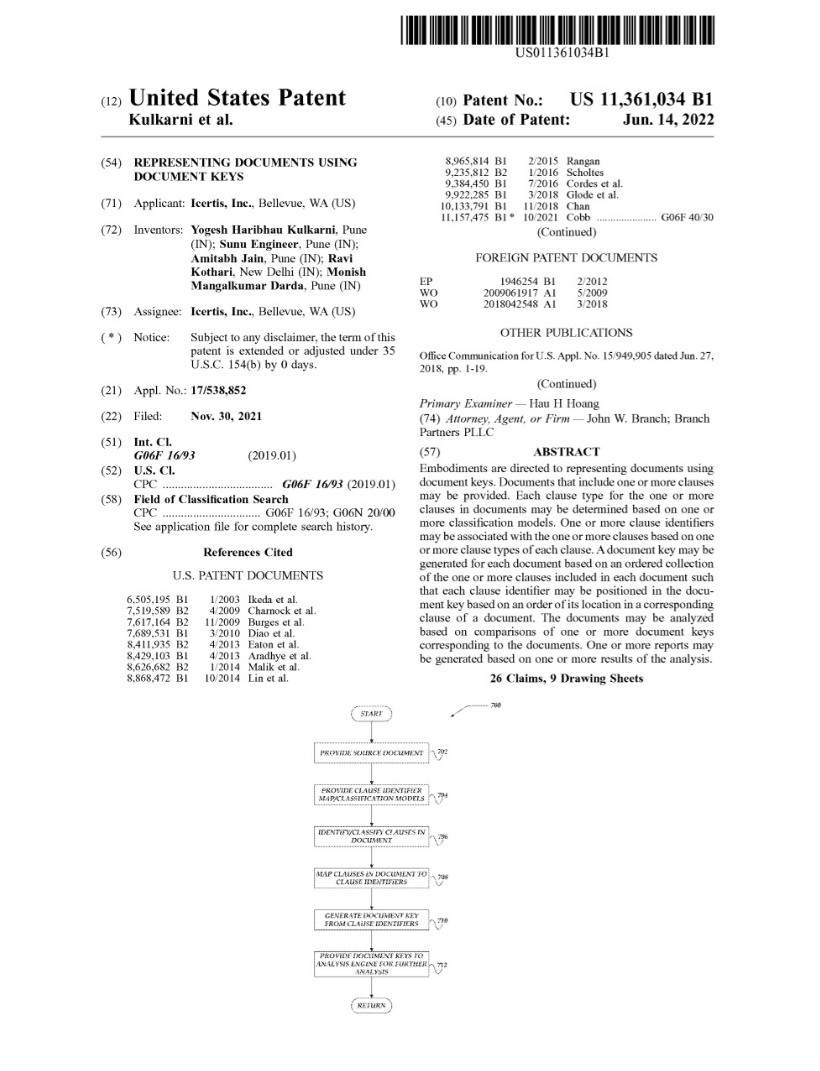 US011361034B1
(12) United States Patent
Kulkarni et al.
(10) Patent No.: US 11,361,034 B1
(45) Date of Patent: Jun. 14, 2022
(54) REPRESENTING DOCUMENTS USING
DOCUMENT KEYS
(71) Applicant: Icertis, Inc., Bellevue, WA (US)
(72) Inventors: Yogesh Haribhau Kulkarni, Pune
(IN); Sunu Engineer, Pune (IN);
Amitabh Jain, Pune (IN); Ravi
Kothari, New Delhi (IN); Monish
Mangalkumar Darda, Pune (IN)
(73) Assignee: Icertis, Inc., Bellevue, WA (US)
( * ) Notice: Subject to any disclaimer, the term of this
patent is extended or adjusted under 35
U.S.C. 154(b) by 0 days.
(21) Appl. No.: 17/538,852
(22) Filed: Nov. 30, 2021
(51) Int. Cl.
G06F 16/93 (2019.01)
(52) U.S. Cl.
CPC .................................. G06F 16/93 (2019.01)
(58) Field of Classification Search
CPC .............................. G06F 16/93; G06N 20/00
See application file for complete search history.
(56) References Cited
U.S. PATENT DOCUMENTS
6,505,195 B1 1/2003 Ikeda et al.
7,519,589 B2 4/2009 Charnock et al.
7,617,164 B2 11/2009 Burges et al.
7,689,531 B1 3/2010 Diao et al.
8,411,935 B2 4/2013 Eaton et al.
8,429,103 B1 4/2013 Aradhye et al.
8,626,682 B2 1/2014 Malik et al.
8,868,472 B1 10/2014 Lin et al.
8,965,814 B1 2/2015 Rangan
9,235,812 B2 1/2016 Scholtes
9,384,450 B1 7/2016 Cordes et al.
9,922,285 B1 3/2018 Glode et al.
10,133,791 B1 11/2018 Chan
11,157,475 B1 * 10/2021 Cobb ...................... G06F 40/30
(Continued)
FOREIGN PATENT DOCUMENTS
EP 1946254 B1 2/2012
WO 2009061917 A1 5/2009
WO 2018042548 A1 3/2018
OTHER PUBLICATIONS
Office Communication for U.S. Appl. No. 15/949,905 dated Jun. 27,
2018, pp. 1-19.
(Continued)
Primary Examiner — Hau H Hoang
(74) Attorney, Agent, or Firm — John W. Branch; Branch
Partners PLLC
(57) ABSTRACT
Embodiments are directed to representing documents using
document keys. Documents that include one or more clauses
may be provided. Each clause type for the one or more
clauses in documents may be determined based on one or
more classification models. One or more clause identifiers
may be associated with the one or more clauses based on one
or more clause types of each clause. A document key may be
generated for each document based on an ordered collection
of the one or more clauses included in each document such
that each clause identifier may be positioned in the docu-
ment key based on an order of its location in a corresponding
clause of a document. The documents may be analyzed
based on comparisons of one or more document keys
corresponding to the documents. One or more reports may
be generated based on one or more results of the analysis.
26 Claims, 9 Drawing Sheets
700
START
PROVIDE SOURCE DOCUMENT 702
PROVIDE CLAUSE IDENTIFIER
MAP/CLASSIFICATION MODELS 704
IDENTIFY/CLASSIFY CLAUSES IN
DOCUMENT 706
MAP CLAUSES IN DOCUMENT TO
CLAUSE IDENTIFIERS 708
GENERATE DOCUMENT KEY
FROM CLAUSE IDENTIFIERS 710
PROVIDE DOCUMENT KEYS TO
ANALYSIS ENGINE FOR FURTHER
ANALYSIS 712
RETURN